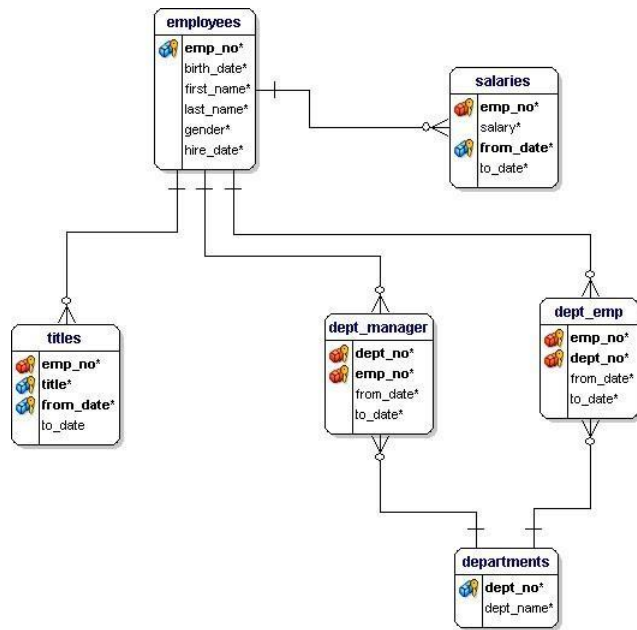 employees
emp_no*
birth_date*
first_name*
last_name*
gender*
hire_date*
salaries
emp_no*
salary*
from_date*
to_date*
titles
emp_no*
title*
from_date*
to_date
dept_manager
dept_no*
emp_no*
from_date*
to_date*
dept_emp
emp_no*
dept_no*
from_date*
to_date*
departments
dept_no*
dept_name*